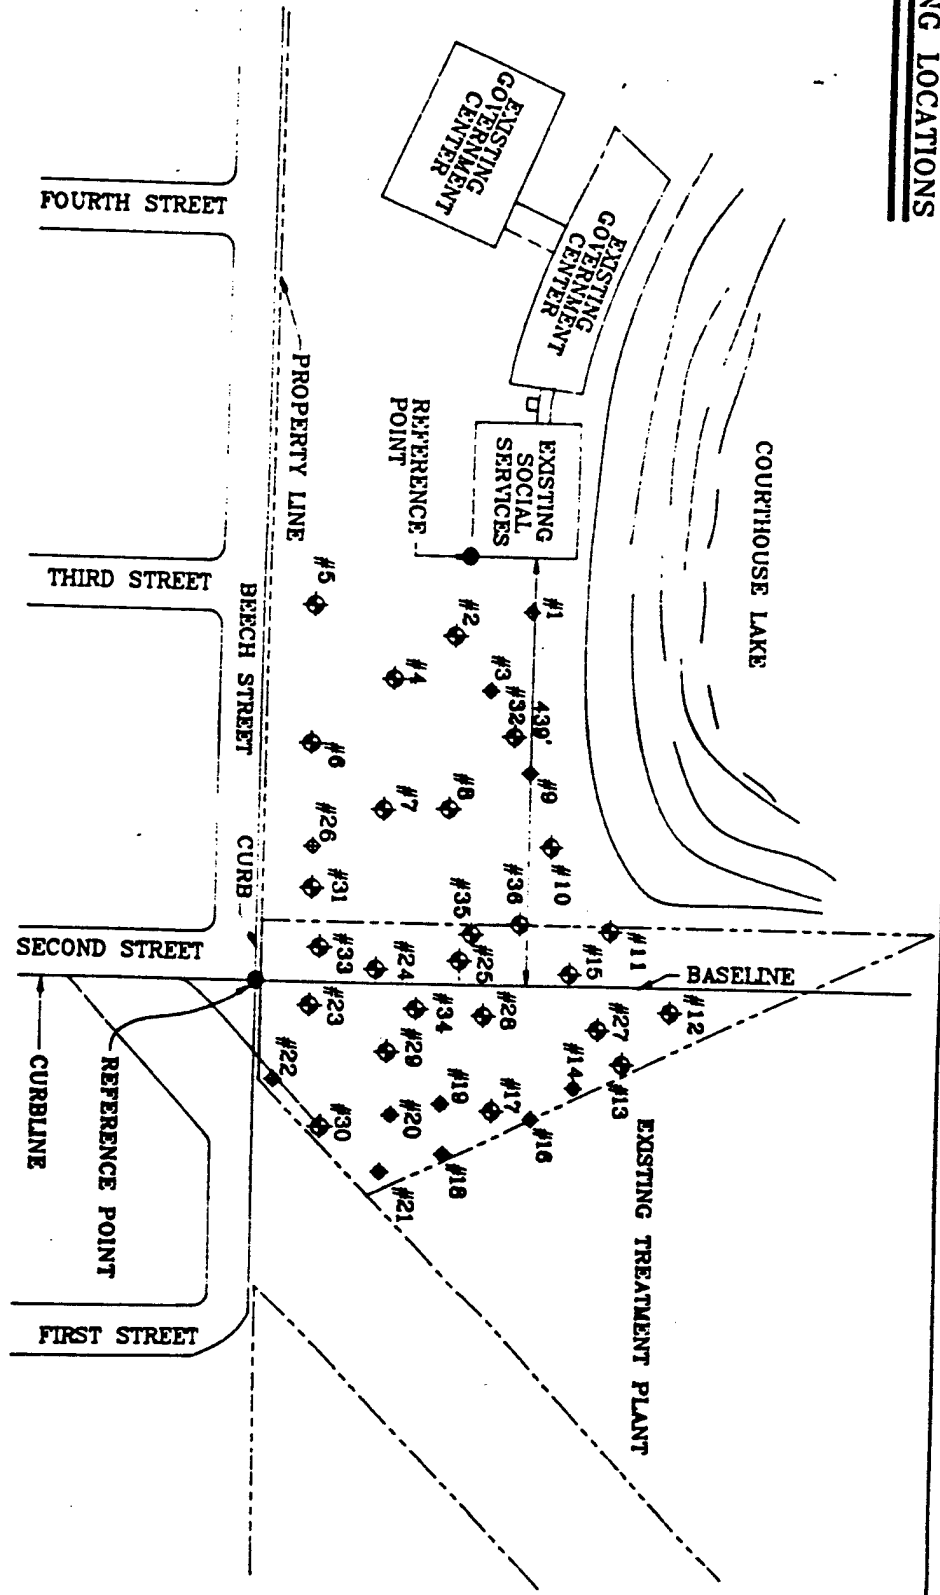 NG LOCATIONS
EXISTING
GOVERNMENT
CENTER
EXISTING
GOVERNMENT
CENTER
FOURTH STREET
PROPERTY LINE
REFERENCE
POINT
EXISTING
SOCIAL
SERVICES
COURTHOUSE LAKE
THIRD STREET
BEECH STREET
CURB
#5
#2
#1
#4
#3
#32
439'
#6
#7
#8
#9
#26
#10
#31
#35
#36
#11
SECOND STREET
#33
#24
#25
#15
BASELINE
#23
#34
#28
#27
#12
#22
#29
#14
#13
#19
#17
#30
#20
#16
#18
#21
CURBLINE
REFERENCE POINT
EXISTING TREATMENT PLANT
FIRST STREET